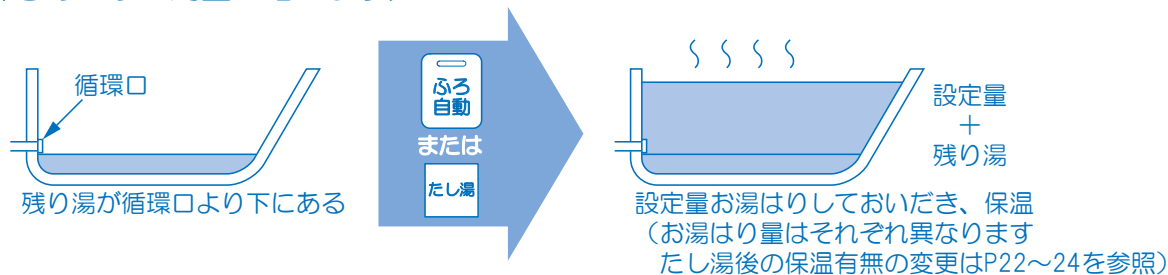 循環口
残り湯が循環口より下にある
ふろ
自動
または
たし湯
設定量
＋
残り湯
設定量お湯はりしておいだき、保温
（お湯はり量はそれぞれ異なります
たし湯後の保温有無の変更はP22～24を参照）